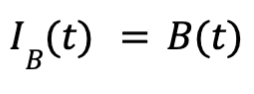 I_B(t) = B(t)